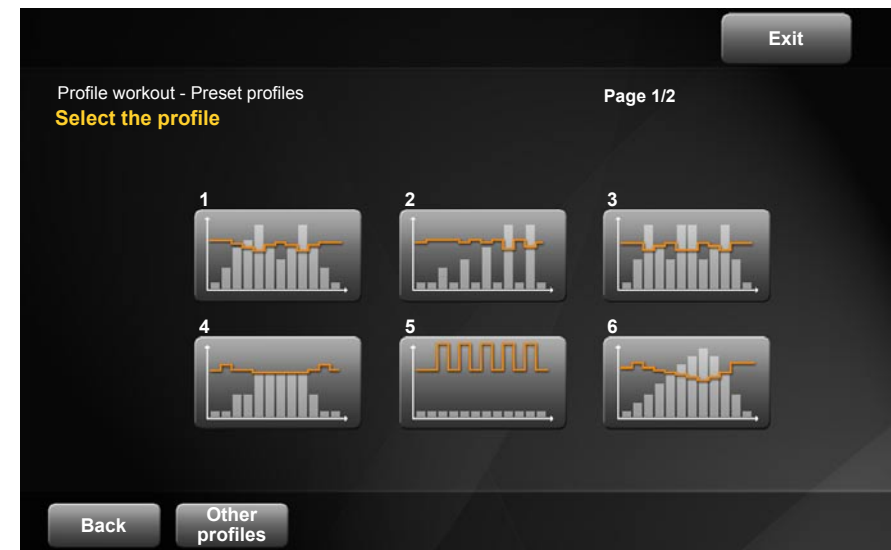 Exit
Profile workout - Preset profiles
Page 1/2
Select the profile
1
2
3
4
5
6
Back
Other
profiles